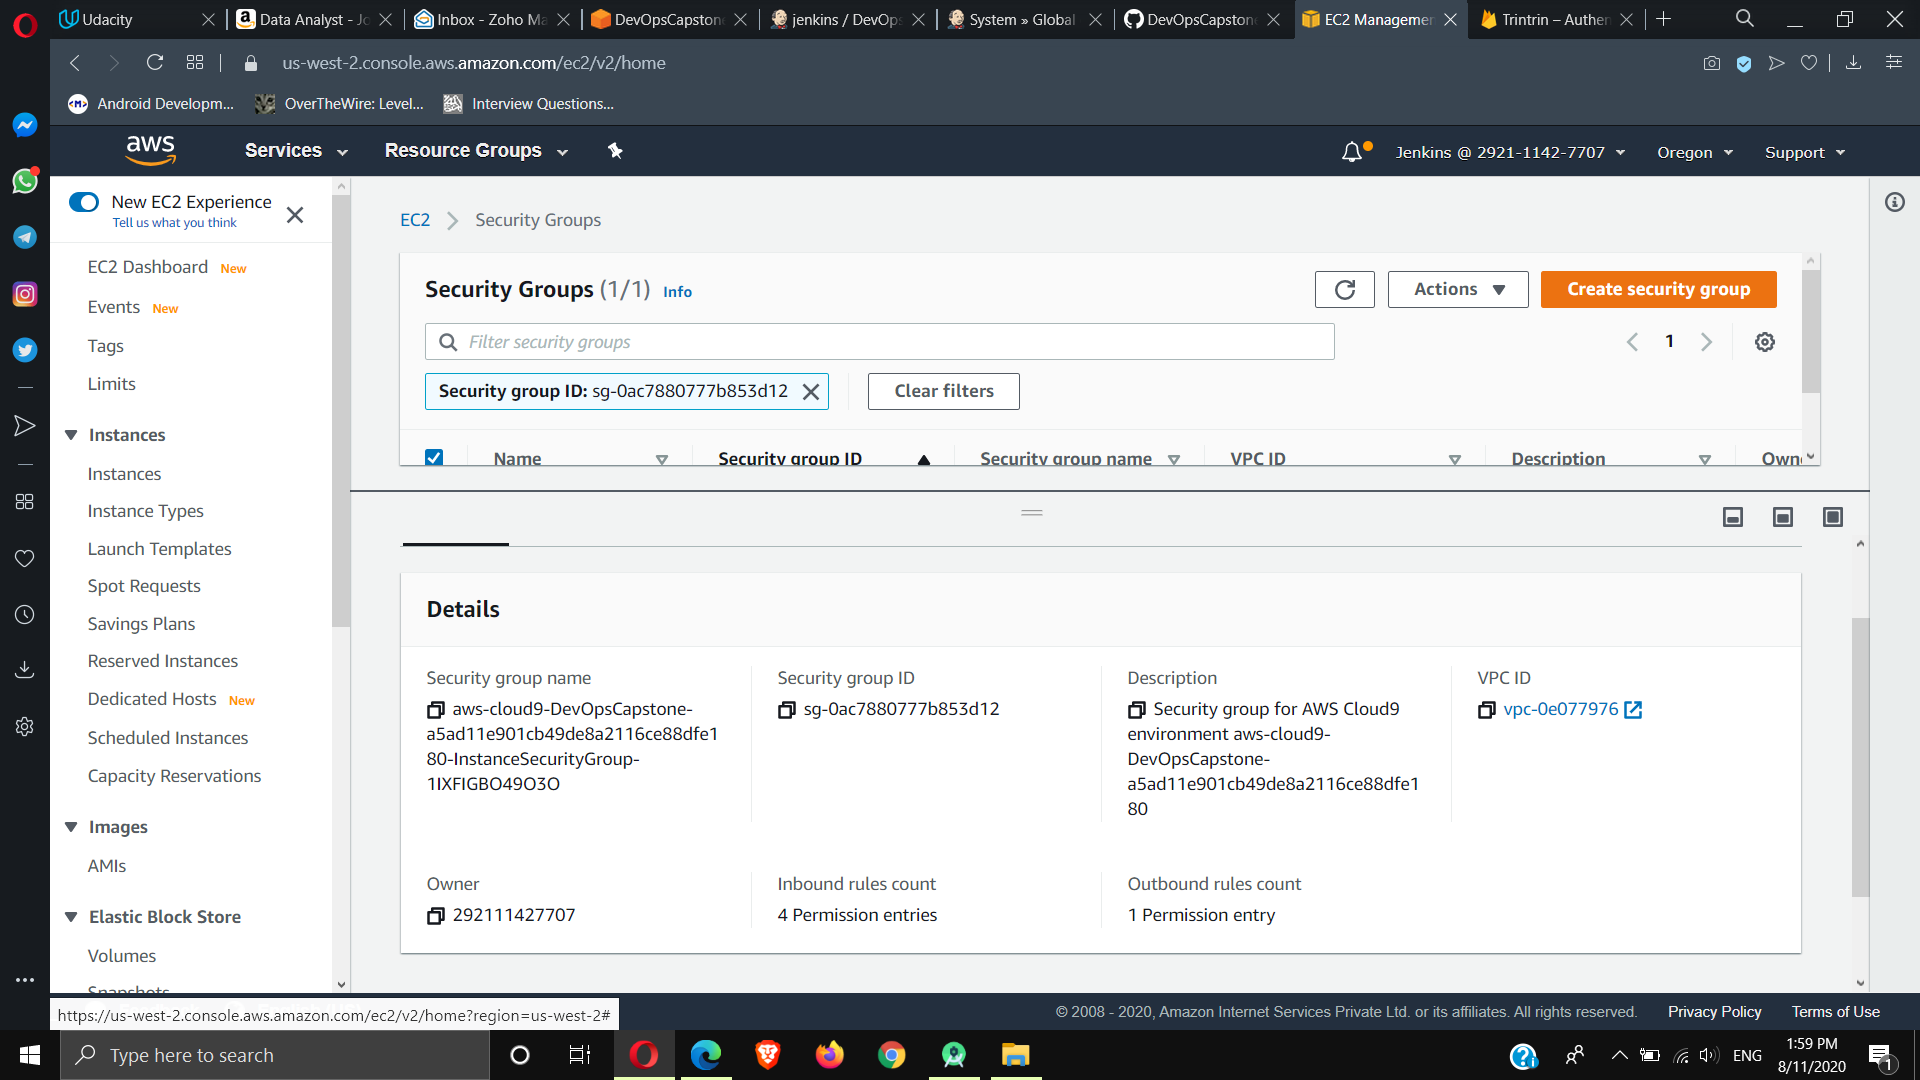 Udacity
Data Analyst - Jo
Inbox - Zoho Ma
DevOpsCapstone
jenkins / DevOps
System » Global
DevOpsCapstone
EC2 Managemen
Trintrin – Authen
us-west-2.console.aws.amazon.com/ec2/v2/home
Android Developm...
OverTheWire: Level...
Interview Questions...
aws
Services
Resource Groups
Jenkins @ 2921-1142-7707
Oregon
Support
New EC2 Experience
Tell us what you think
EC2 Dashboard New
Events New
Tags
Limits
Instances
Instances
Instance Types
Launch Templates
Spot Requests
Savings Plans
Reserved Instances
Dedicated Hosts New
Scheduled Instances
Capacity Reservations
Images
AMIs
Elastic Block Store
Volumes
Snapshots
EC2 > Security Groups
Security Groups (1/1) Info
Actions
Create security group
Filter security groups
1
Security group ID: sg-0ac7880777b853d12
Clear filters
Name
Security group ID
Security group name
VPC ID
Description
Owne
Details
Security group name
aws-cloud9-DevOpsCapstone-
a5ad11e901cb49de8a2116ce88dfe1
80-InstanceSecurityGroup-
1IXFIGBO49O3O
Security group ID
sg-0ac7880777b853d12
Description
Security group for AWS Cloud9
environment aws-cloud9-
DevOpsCapstone-
a5ad11e901cb49de8a2116ce88dfe1
80
VPC ID
vpc-0e077976
Owner
292111427707
Inbound rules count
4 Permission entries
Outbound rules count
1 Permission entry
https://us-west-2.console.aws.amazon.com/ec2/v2/home?region=us-west-2#
© 2008 - 2020, Amazon Internet Services Private Ltd. or its affiliates. All rights reserved.
Privacy Policy
Terms of Use
Type here to search
ENG
1:59 PM
8/11/2020
1